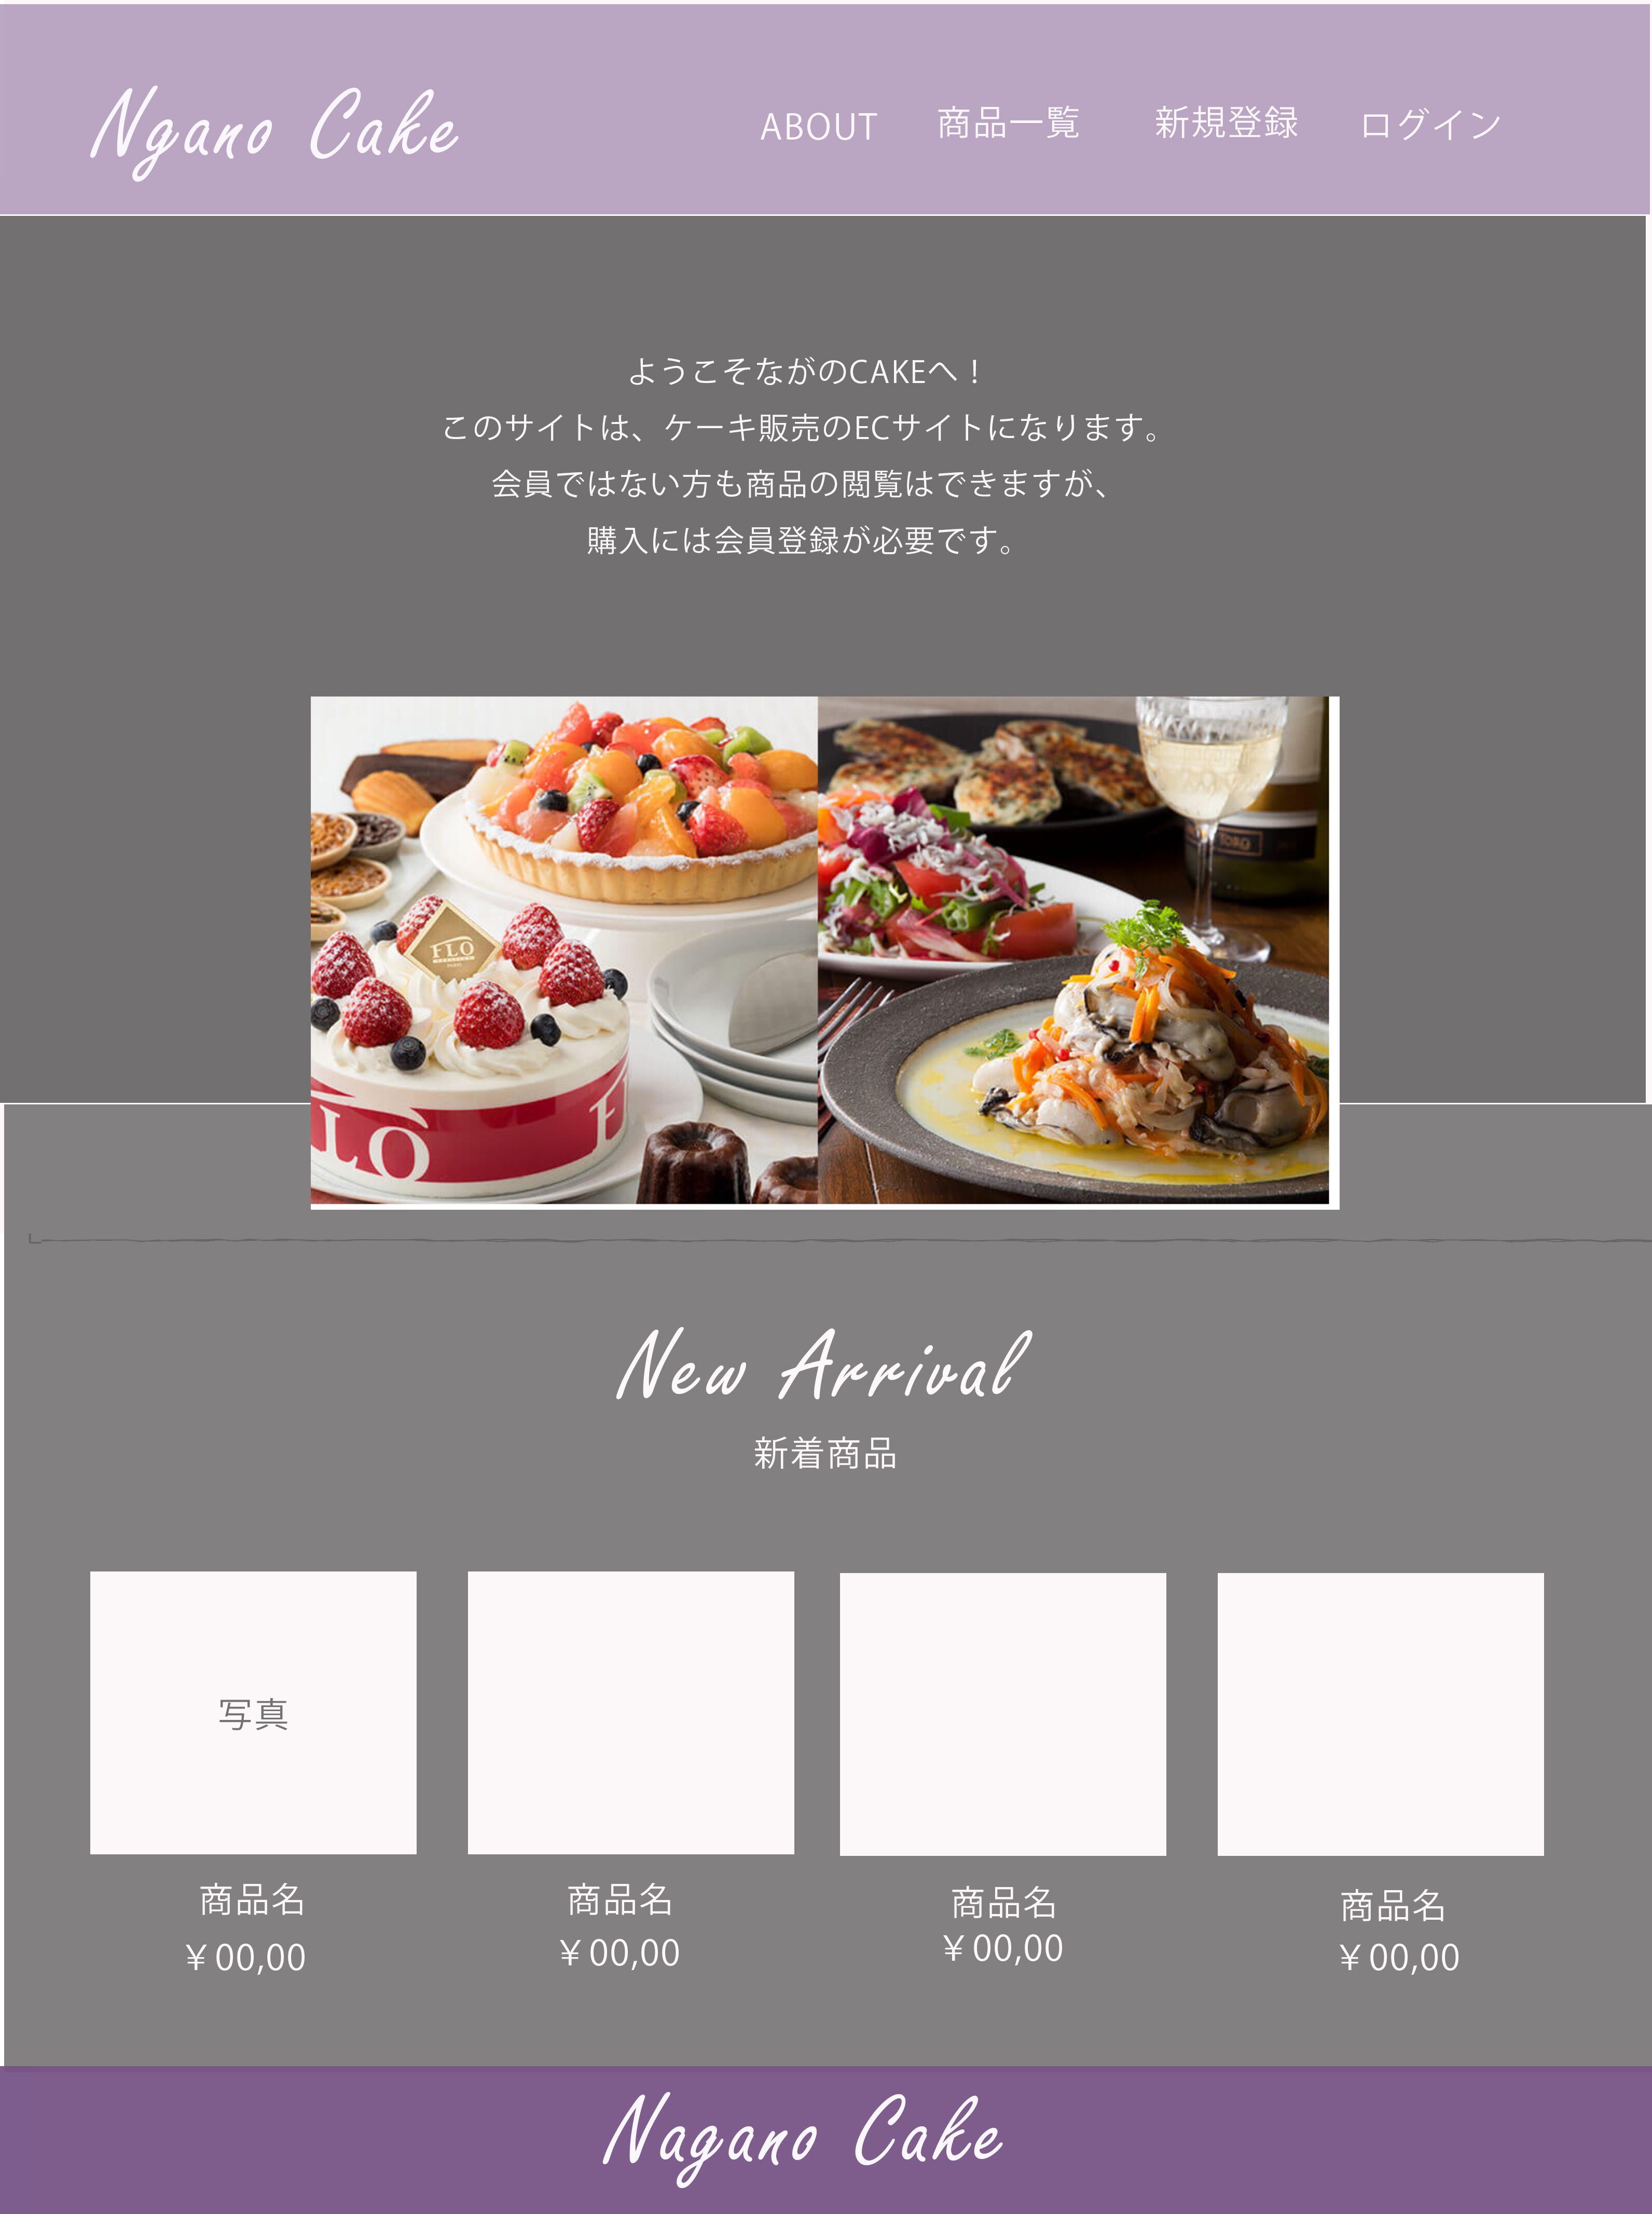 Ngano Cake
ABOUT 商品一覧 新規登録 ログイン
ようこそながのCAKEへ！
このサイトは、ケーキ販売のECサイトになります。
会員ではない方も商品の閲覧はできますが、
購入には会員登録が必要です。
FLO
PARIS
LO
TORO
New Arrival
新着商品
写真
商品名 商品名 商品名 商品名
￥00,00 ￥00,00 ￥00,00 ￥00,00
Nagano Cake